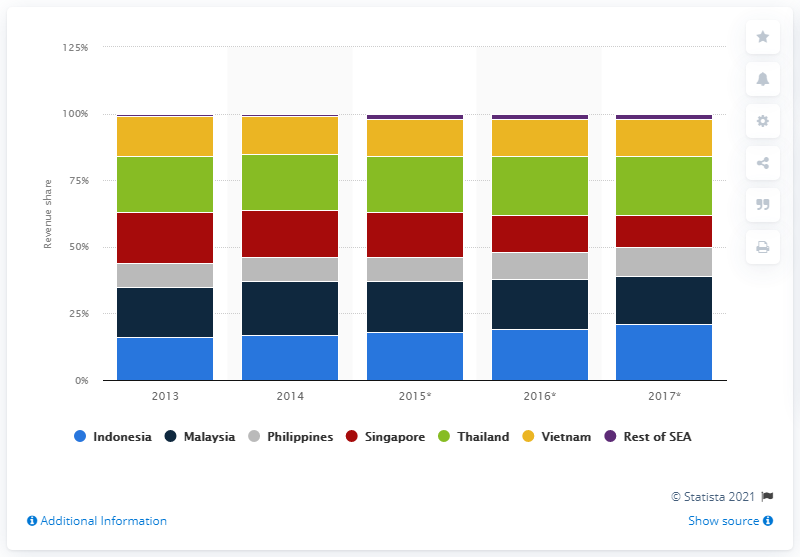 125%
100%
75%
50%
25%
0%
Revenue share
2013 2014 2015* 2016* 2017*
Indonesia Malaysia Philippines Singapore Thailand Vietnam Rest of SEA
© Statista 2021
Additional Information Show source